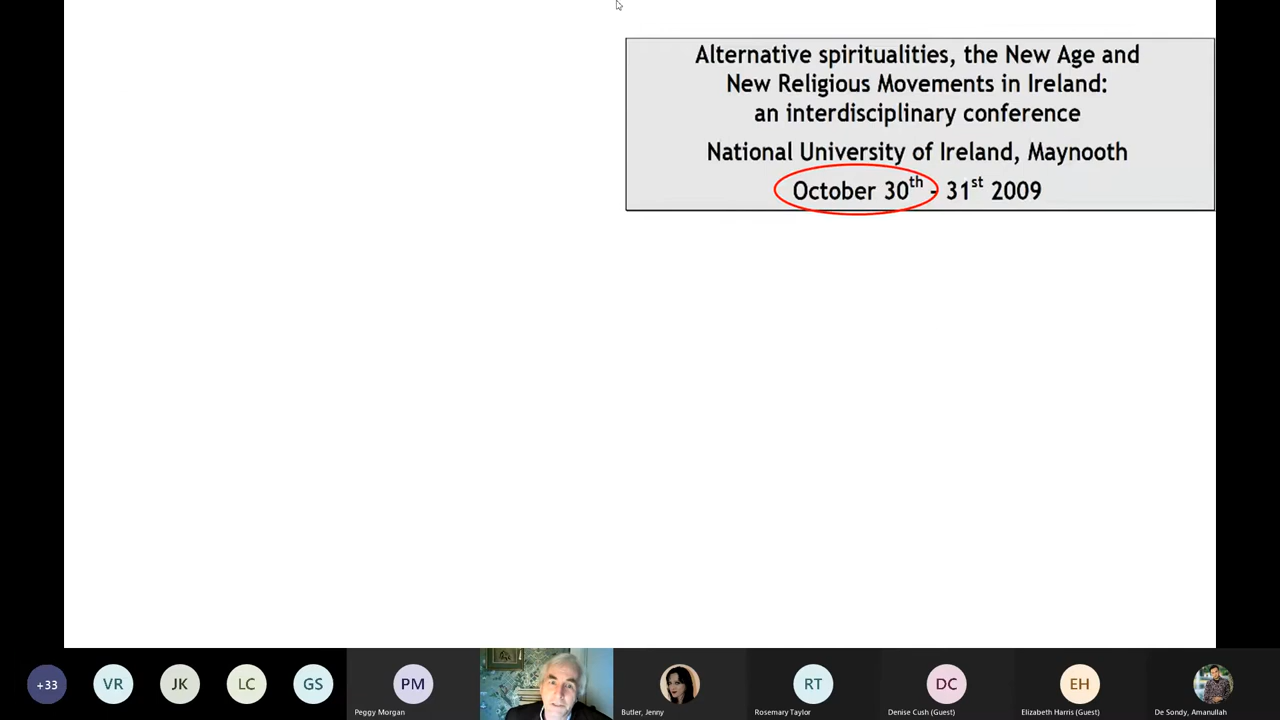 Alternative spiritualities, the New Age and
New Religious Movements in Ireland:
an interdisciplinary conference
National University of Ireland, Maynooth
October 30th - 31st 2009
+33
VR
JK
LC
GS
PM
RT
DC
EH
Peggy Morgan
Butler, Jenny
Rosemary Taylor
Denise Cush (Guest)
Elizabeth Harris (Guest)
De Sondy, Amanullah